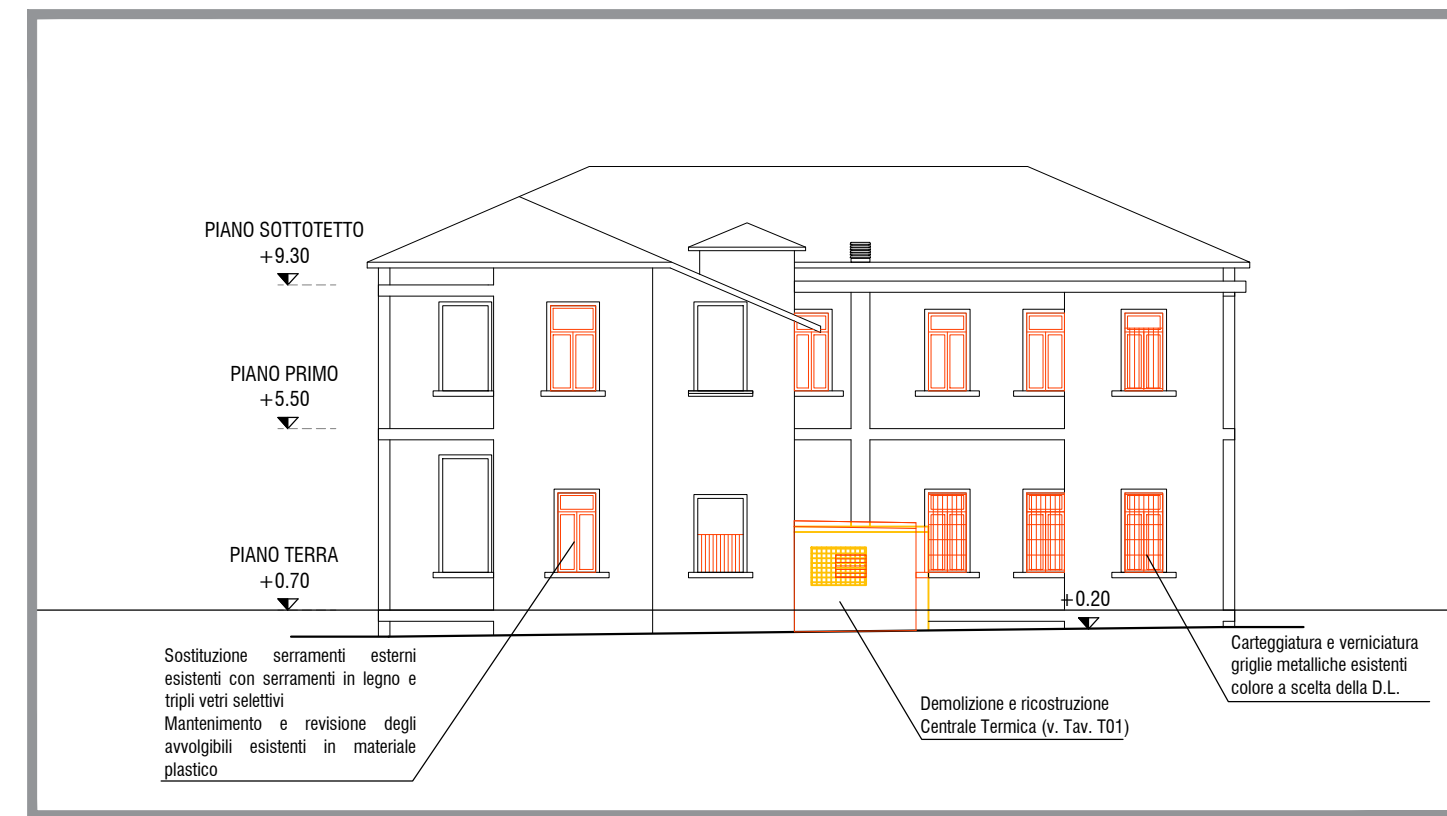 PIANO SOTTOTETTO
+9.30
PIANO PRIMO
+5.50
PIANO TERRA
+0.70
+0.20
Sostituzione serramenti esterni
esistenti con serramenti in legno e
tripli vetri selettivi
Mantenimento e revisione degli
avvolgibili esistenti in materiale
plastico
Demolizione e ricostruzione
Centrale Termica (v. Tav. T01)
Carteggiatura e verniciatura
griglie metalliche esistenti
colore a scelta della D.L.